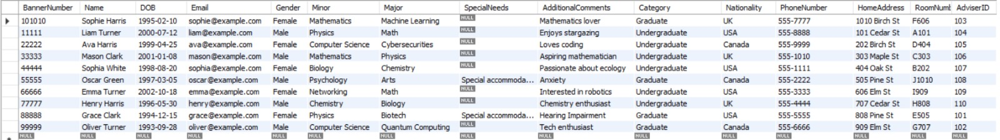 BannerNumber Name DOB Email Gender Minor Major SpecialNeeds AdditionalComments Category Nationality PhoneNumber HomeAddress RoomNumb AdviserID
101010 Sophie Harris 1995-02-10 sophie@example.com Female Mathematics Machine Learning NULL Mathematics lover Graduate UK 555-7777 1010 Birch St F606 103
11111 Liam Turner 2000-07-12 liam@example.com Male Physics Math NULL Enjoys stargazing Undergraduate USA 555-8888 101 Cedar St A101 104
22222 Ava Harris 1999-04-25 ava@example.com Female Computer Science Cybersecurities NULL Loves coding Undergraduate Canada 555-9999 202 Birch St D404 105
33333 Mason Clark 2001-01-08 mason@example.com Male Mathematics Physics NULL Aspiring mathematician Undergraduate UK 555-1010 303 Maple St C303 106
44444 Sophia White 1998-08-20 sophia@example.com Female Biology Chemistry NULL Passionate about ecology Undergraduate USA 555-1111 404 Oak St B202 107
55555 Oscar Green 1997-03-05 oscar@example.com Male Psychology Arts Special accommoda... Anxiety Graduate Canada 555-2222 505 Pine St J1010 108
66666 Emma Turner 2002-10-18 emma@example.com Female Networking Math NULL Interested in robotics Undergraduate USA 555-3333 606 Elm St I909 109
77777 Henry Harris 1996-05-30 henry@example.com Male Chemistry Biology NULL Chemistry enthusiast Undergraduate UK 555-4444 707 Cedar St H808 110
88888 Grace Clark 1994-12-15 grace@example.com Female Physics Biotech Special accommoda... Hearing Impairment Graduate USA 555-5555 808 Pine St E505 101
99999 Oliver Turner 1993-09-28 oliver@example.com Male Computer Science Quantum Computing NULL Tech enthusiast Graduate Canada 555-6666 909 Elm St G707 102
NULL NULL NULL NULL NULL NULL NULL NULL NULL NULL NULL NULL NULL NULL NULL